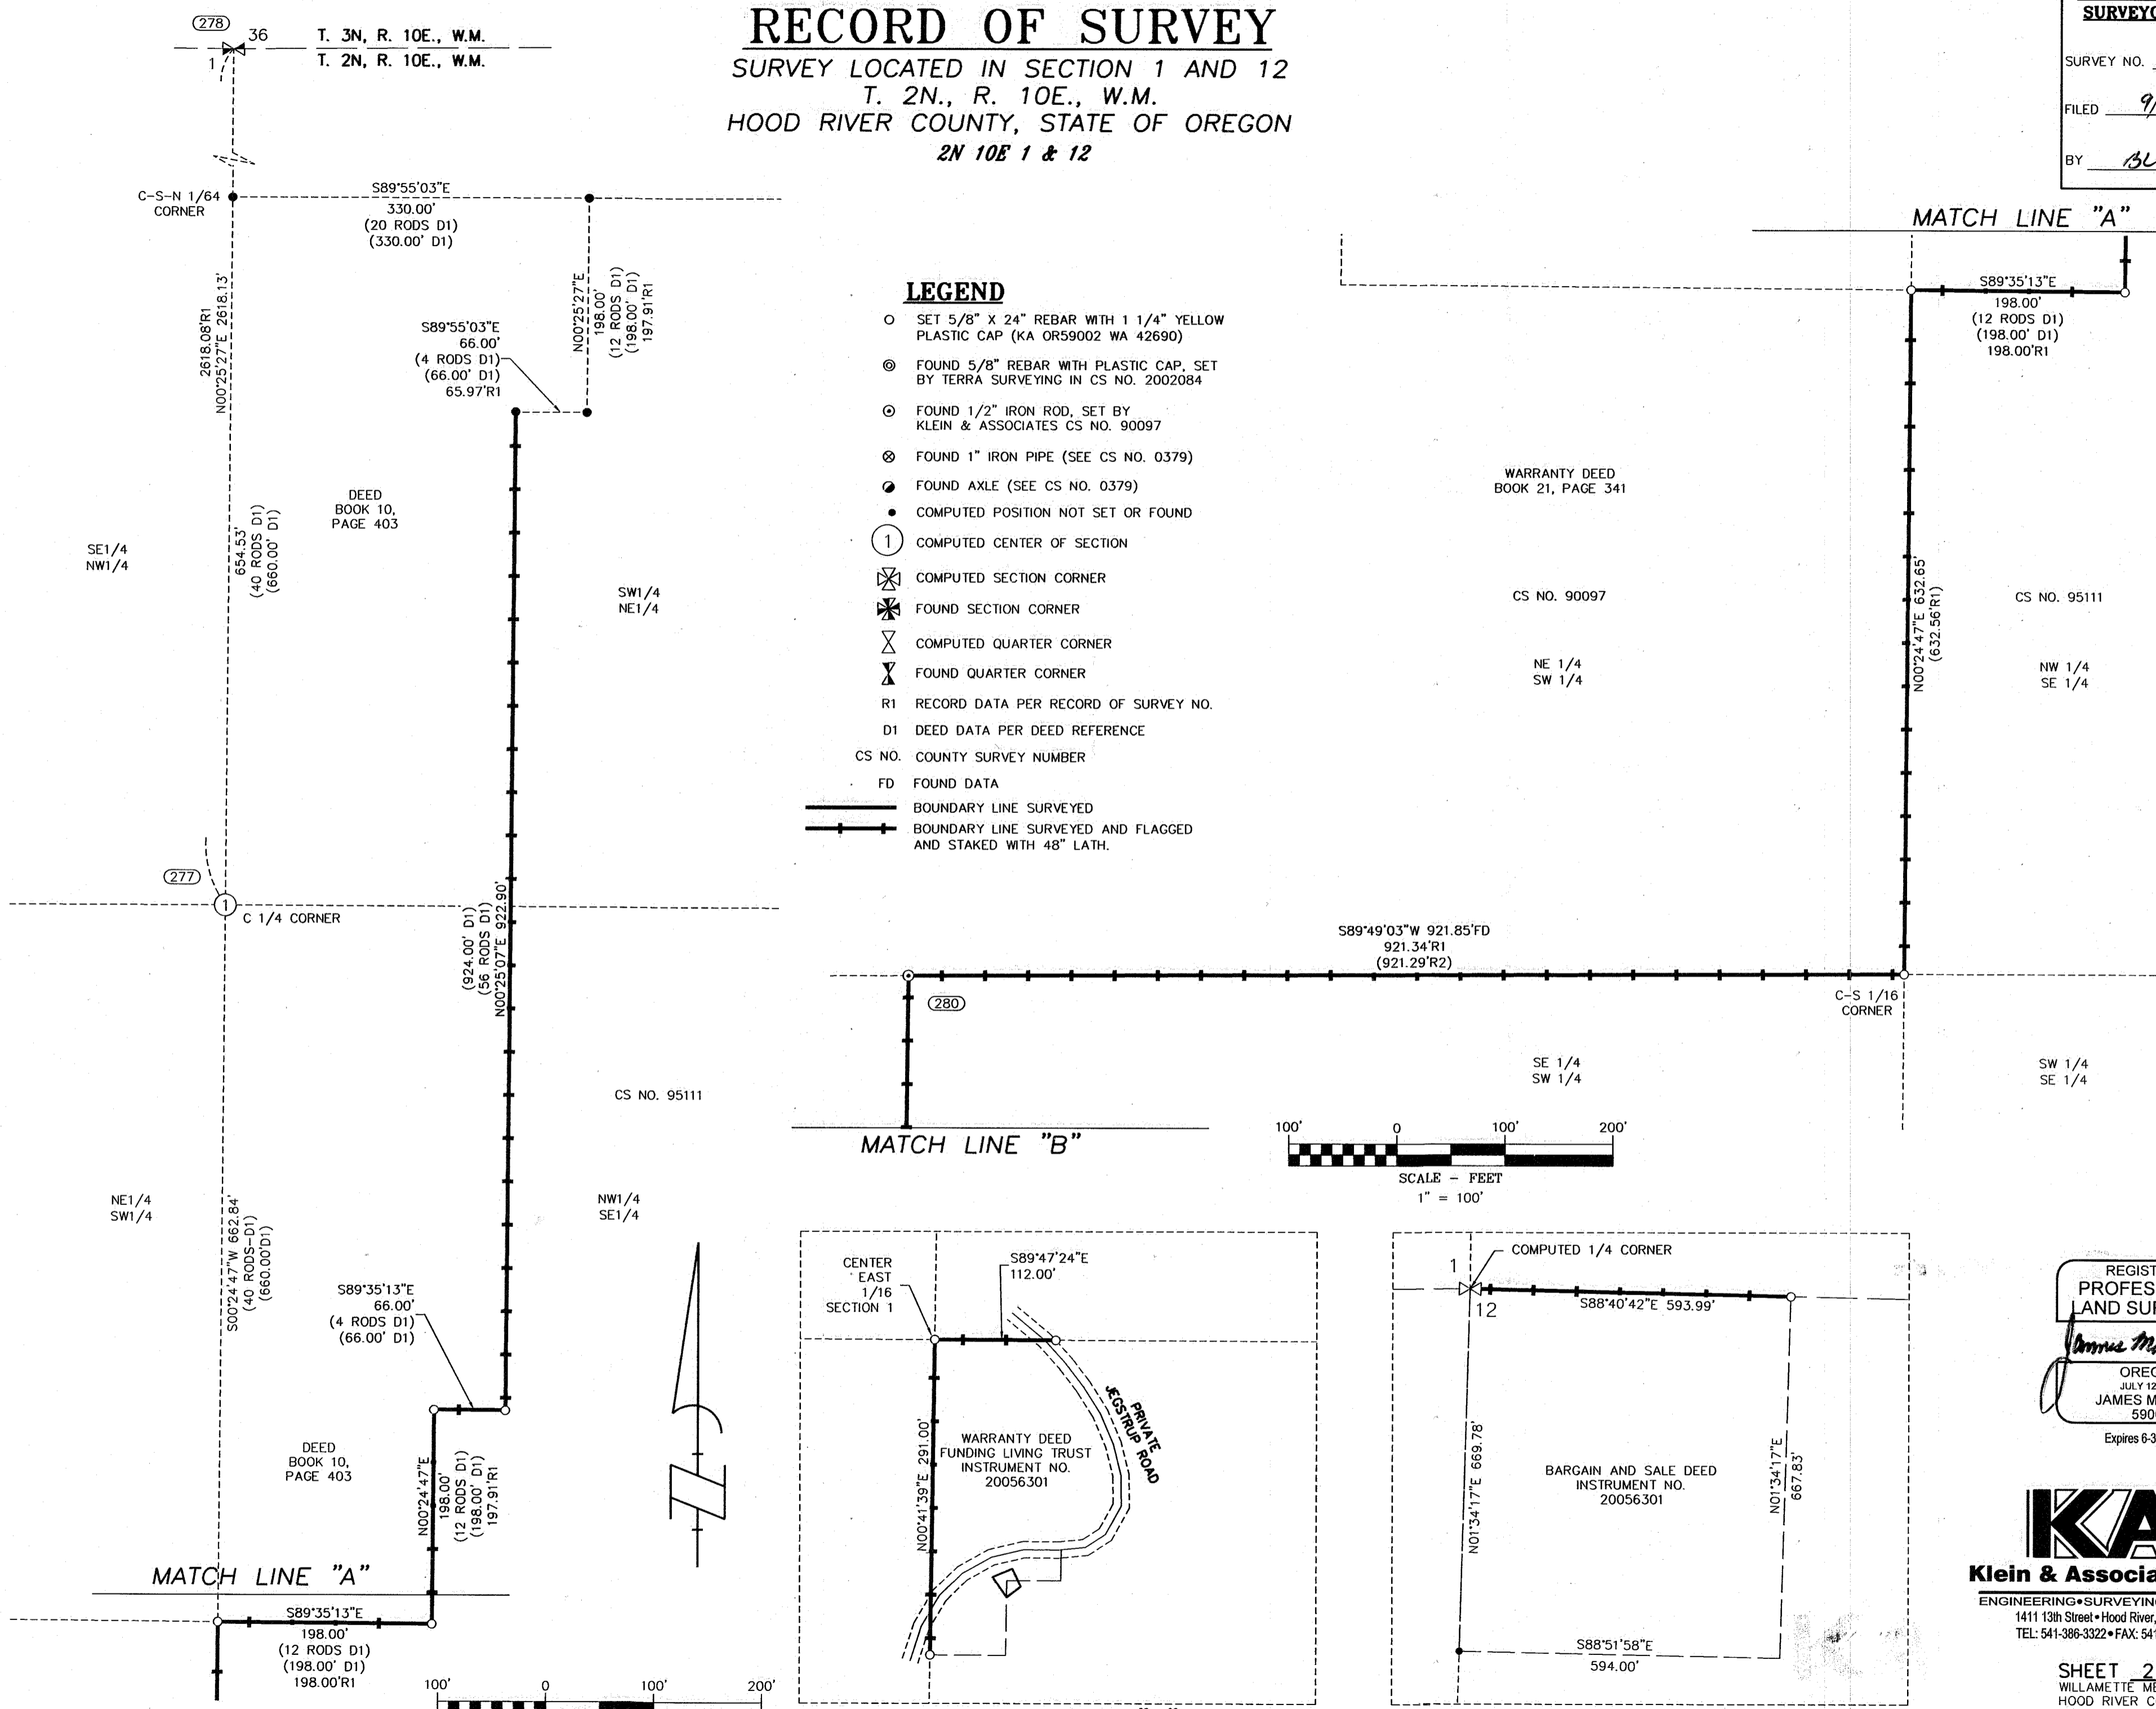 RECORD OF SURVEY
SURVEY LOCATED IN SECTION 1 AND 12
T. 2N., R. 10E., W.M.
HOOD RIVER COUNTY, STATE OF OREGON
2N 10E 1 & 12
278
36
1
T. 3N, R. 10E., W.M.
T. 2N, R. 10E., W.M.
C-S-N 1/64
CORNER
S89°55'03"E
330.00'
(20 RODS D1)
(330.00' D1)
2618.08'R1
N00°25'27"E 2618.13'
S89°55'03"E
66.00'
(4 RODS D1)
(66.00' D1)
65.97'R1
N00°25'27"E
198.00'
(12 RODS D1)
(198.00' D1)
197.91'R1
DEED
BOOK 10,
PAGE 403
654.53'
(40 RODS D1)
(660.00' D1)
SE1/4
NW1/4
SW1/4
NE1/4
277
1
C 1/4 CORNER
(924.00' D1)
(56 RODS D1)
N00°25'07"E 922.90'
CS NO. 95111
NE1/4
SW1/4
NW1/4
SE1/4
S00°24'47"W 662.84'
(40 RODS-D1)
(660.00'D1)
S89°35'13"E
66.00'
(4 RODS D1)
(66.00' D1)
DEED
BOOK 10,
PAGE 403
N00°24'47"E
198.00'
(12 RODS D1)
(198.00' D1)
197.91'R1
MATCH LINE "A"
S89°35'13"E
198.00'
(12 RODS D1)
(198.00' D1)
198.00'R1
100' 0 100' 200'
LEGEND
SET 5/8" X 24" REBAR WITH 1 1/4" YELLOW
PLASTIC CAP (KA OR59002 WA 42690)
FOUND 5/8" REBAR WITH PLASTIC CAP, SET
BY TERRA SURVEYING IN CS NO. 2002084
FOUND 1/2" IRON ROD, SET BY
KLEIN & ASSOCIATES CS NO. 90097
FOUND 1" IRON PIPE (SEE CS NO. 0379)
FOUND AXLE (SEE CS NO. 0379)
COMPUTED POSITION NOT SET OR FOUND
1 COMPUTED CENTER OF SECTION
COMPUTED SECTION CORNER
FOUND SECTION CORNER
COMPUTED QUARTER CORNER
FOUND QUARTER CORNER
R1 RECORD DATA PER RECORD OF SURVEY NO.
D1 DEED DATA PER DEED REFERENCE
CS NO. COUNTY SURVEY NUMBER
FD FOUND DATA
BOUNDARY LINE SURVEYED
BOUNDARY LINE SURVEYED AND FLAGGED
AND STAKED WITH 48" LATH.
SURVEY NO.
FILED 9/
BY
MATCH LINE "A"
S89°35'13"E
198.00'
(12 RODS D1)
(198.00' D1)
198.00'R1
WARRANTY DEED
BOOK 21, PAGE 341
CS NO. 90097
NE 1/4
SW 1/4
N00°24'47"E 632.65'
(632.56'R1)
CS NO. 95111
NW 1/4
SE 1/4
S89°49'03"W 921.85'FD
921.34'R1
(921.29'R2)
280
C-S 1/16
CORNER
SE 1/4
SW 1/4
SW 1/4
SE 1/4
MATCH LINE "B"
100' 0 100' 200'
SCALE - FEET
1" = 100'
CENTER
EAST
1/16
SECTION 1
S89°47'24"E
112.00'
N00°41'39"E 291.00'
WARRANTY DEED
FUNDING LIVING TRUST
INSTRUMENT NO.
20056301
PRIVATE
JEGSTRUP ROAD
COMPUTED 1/4 CORNER
1
12
S88°40'42"E 593.99'
N01°34'17"E 669.78'
BARGAIN AND SALE DEED
INSTRUMENT NO.
20056301
N01°34'17"E
667.83'
S88°51'58"E
594.00'
LAND
JULY 12
JAMES M
Expires 6-3
KA
Klein &
ENGINEERING•
1411 13th Street • Hood River,
TEL: 541-386-3322 • FAX:
SHEET 2
WILLAMETTE
HOOD RIVER